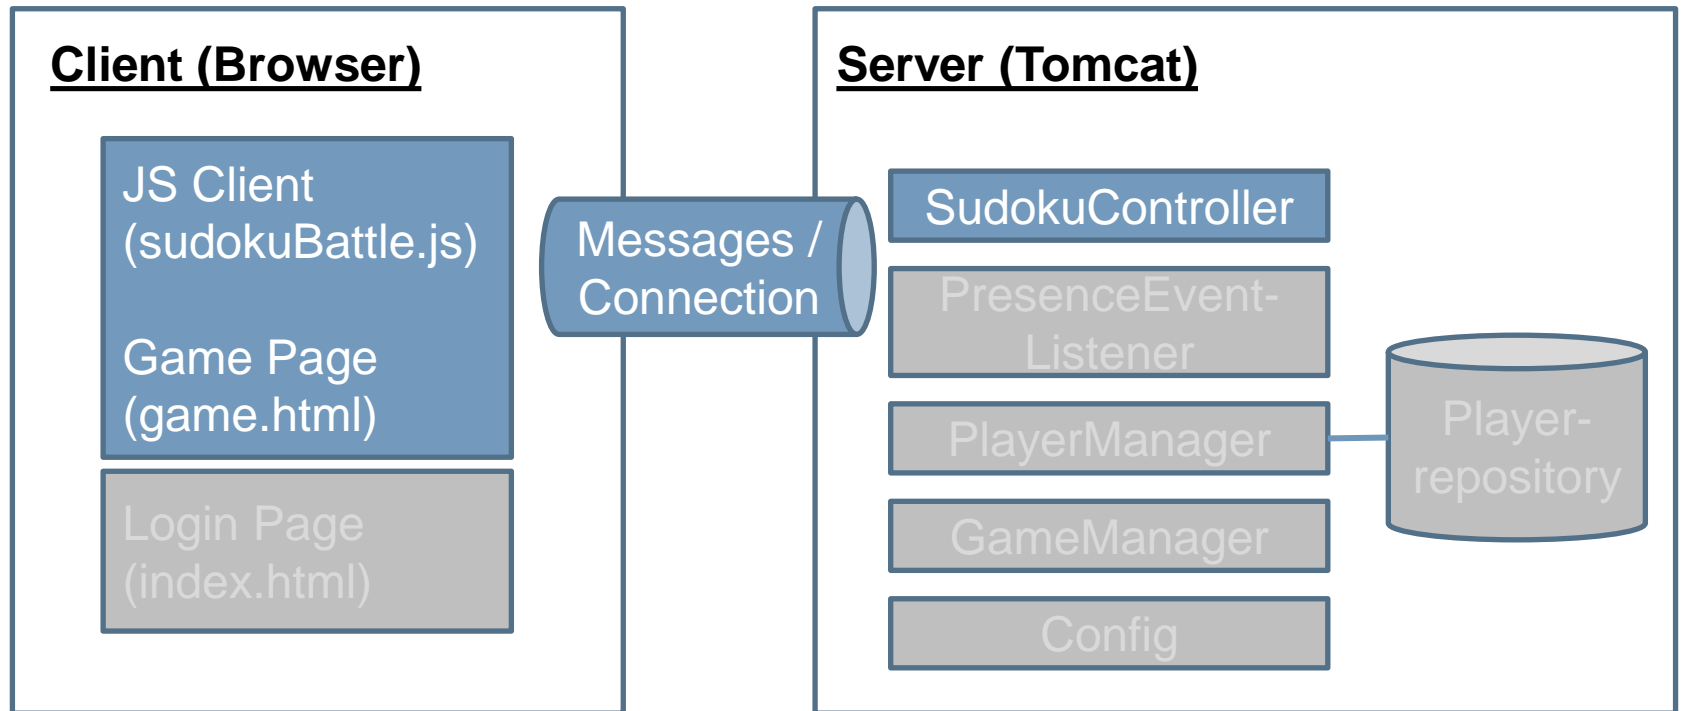 Client (Browser)
JS Client
(sudokuBattle.js)
Game Page
(game.html)
Login Page
(index.html)
Messages /
Connection
Server (Tomcat)
SudokuController
PresenceEvent-
Listener
PlayerManager
GameManager
Config
Player-
repository